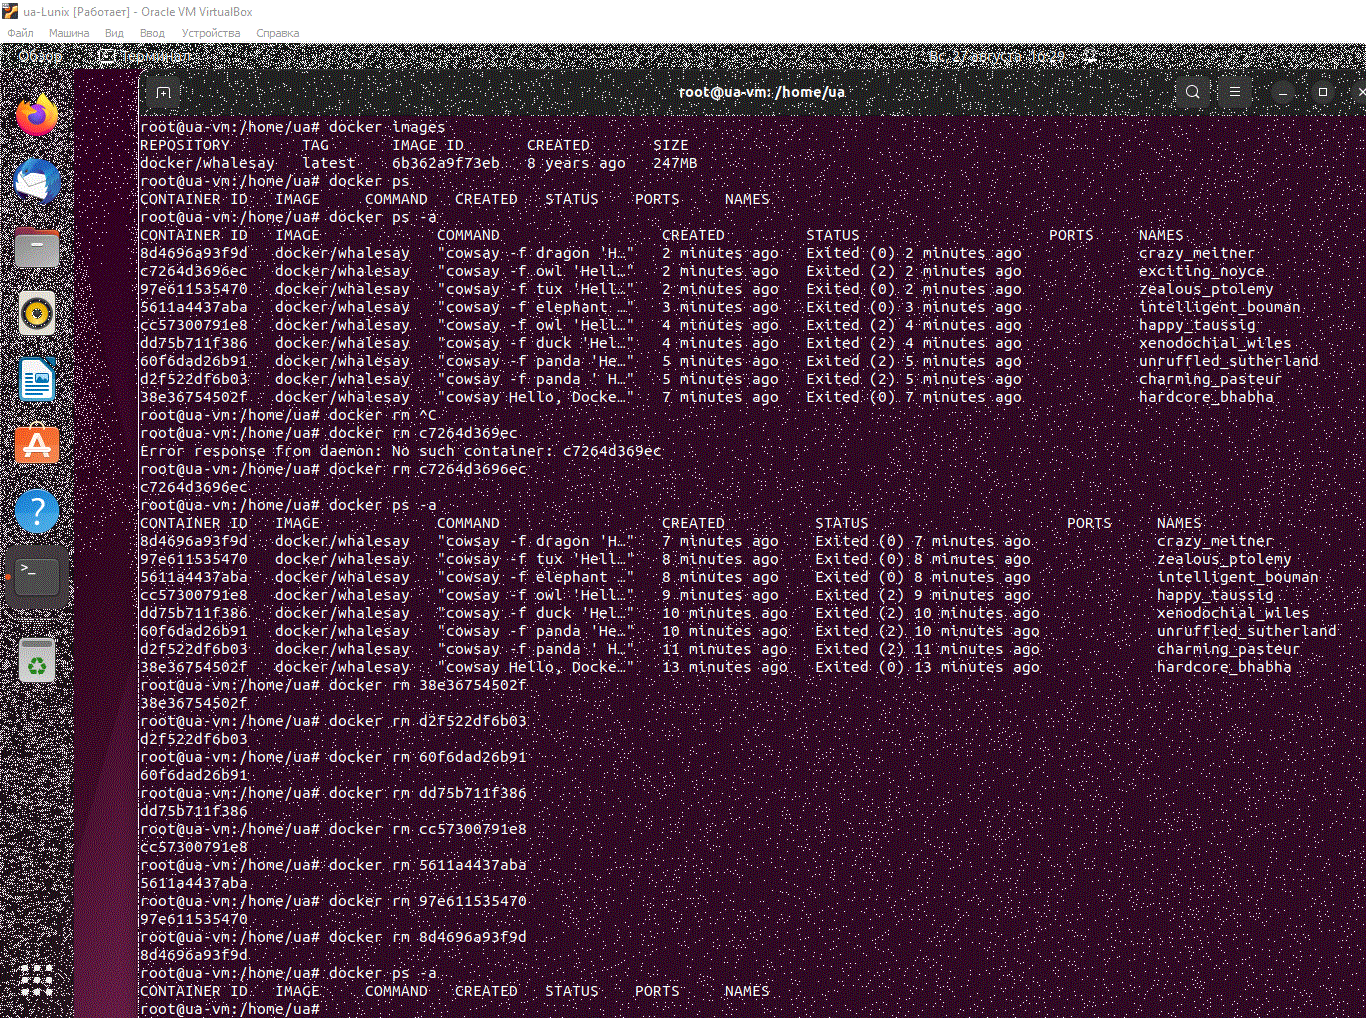 ua-Lunix [Работает] - Oracle VM VirtualBox
Файл Машина Вид Ввод Устройства Справка
Обзор Терминал Вс, 27 августа 16:29
root@ua-vm: /home/ua
root@ua-vm:/home/ua# docker images
REPOSITORY TAG IMAGE ID CREATED SIZE
docker/whalesay latest 6b362a9f73eb 8 years ago 247MB
root@ua-vm:/home/ua# docker ps
CONTAINER ID IMAGE COMMAND CREATED STATUS PORTS NAMES
root@ua-vm:/home/ua# docker ps -a
CONTAINER ID IMAGE COMMAND CREATED STATUS PORTS NAMES
8d4696a93f9d docker/whalesay "cowsay -f dragon 'H…" 2 minutes ago Exited (0) 2 minutes ago crazy_meitner
c7264d3696ec docker/whalesay "cowsay -f owl 'Hell…" 2 minutes ago Exited (2) 2 minutes ago exciting_noyce
97e611535470 docker/whalesay "cowsay -f tux 'Hell…" 2 minutes ago Exited (0) 2 minutes ago zealous_ptolemy
5611a4437aba docker/whalesay "cowsay -f elephant …" 3 minutes ago Exited (0) 3 minutes ago intelligent_bouman
cc57300791e8 docker/whalesay "cowsay -f owl 'Hell…" 4 minutes ago Exited (2) 4 minutes ago happy_taussig
dd75b711f386 docker/whalesay "cowsay -f duck 'Hel…" 4 minutes ago Exited (2) 4 minutes ago xenodochial_wiles
60f6dad26b91 docker/whalesay "cowsay -f panda 'He…" 5 minutes ago Exited (2) 5 minutes ago unruffled_sutherland
d2f522df6b03 docker/whalesay "cowsay -f panda ' H…" 5 minutes ago Exited (2) 5 minutes ago charming_pasteur
38e36754502f docker/whalesay "cowsay Hello, Docke…" 7 minutes ago Exited (0) 7 minutes ago hardcore_bhabha
root@ua-vm:/home/ua# docker rm ^C
root@ua-vm:/home/ua# docker rm c7264d369ec
Error response from daemon: No such container: c7264d369ec
root@ua-vm:/home/ua# docker rm c7264d3696ec
c7264d3696ec
root@ua-vm:/home/ua# docker ps -a
CONTAINER ID IMAGE COMMAND CREATED STATUS PORTS NAMES
8d4696a93f9d docker/whalesay "cowsay -f dragon 'H…" 7 minutes ago Exited (0) 7 minutes ago crazy_meitner
97e611535470 docker/whalesay "cowsay -f tux 'Hell…" 8 minutes ago Exited (0) 8 minutes ago zealous_ptolemy
5611a4437aba docker/whalesay "cowsay -f elephant …" 8 minutes ago Exited (0) 8 minutes ago intelligent_bouman
cc57300791e8 docker/whalesay "cowsay -f owl 'Hell…" 9 minutes ago Exited (2) 9 minutes ago happy_taussig
dd75b711f386 docker/whalesay "cowsay -f duck 'Hel…" 10 minutes ago Exited (2) 10 minutes ago xenodochial_wiles
60f6dad26b91 docker/whalesay "cowsay -f panda 'He…" 10 minutes ago Exited (2) 10 minutes ago unruffled_sutherland
d2f522df6b03 docker/whalesay "cowsay -f panda ' H…" 11 minutes ago Exited (2) 11 minutes ago charming_pasteur
38e36754502f docker/whalesay "cowsay Hello, Docke…" 13 minutes ago Exited (0) 13 minutes ago hardcore_bhabha
root@ua-vm:/home/ua# docker rm 38e36754502f
38e36754502f
root@ua-vm:/home/ua# docker rm d2f522df6b03
d2f522df6b03
root@ua-vm:/home/ua# docker rm 60f6dad26b91
60f6dad26b91
root@ua-vm:/home/ua# docker rm dd75b711f386
dd75b711f386
root@ua-vm:/home/ua# docker rm cc57300791e8
cc57300791e8
root@ua-vm:/home/ua# docker rm 5611a4437aba
5611a4437aba
root@ua-vm:/home/ua# docker rm 97e611535470
97e611535470
root@ua-vm:/home/ua# docker rm 8d4696a93f9d
8d4696a93f9d
root@ua-vm:/home/ua# docker ps -a
CONTAINER ID IMAGE COMMAND CREATED STATUS PORTS NAMES
root@ua-vm:/home/ua#